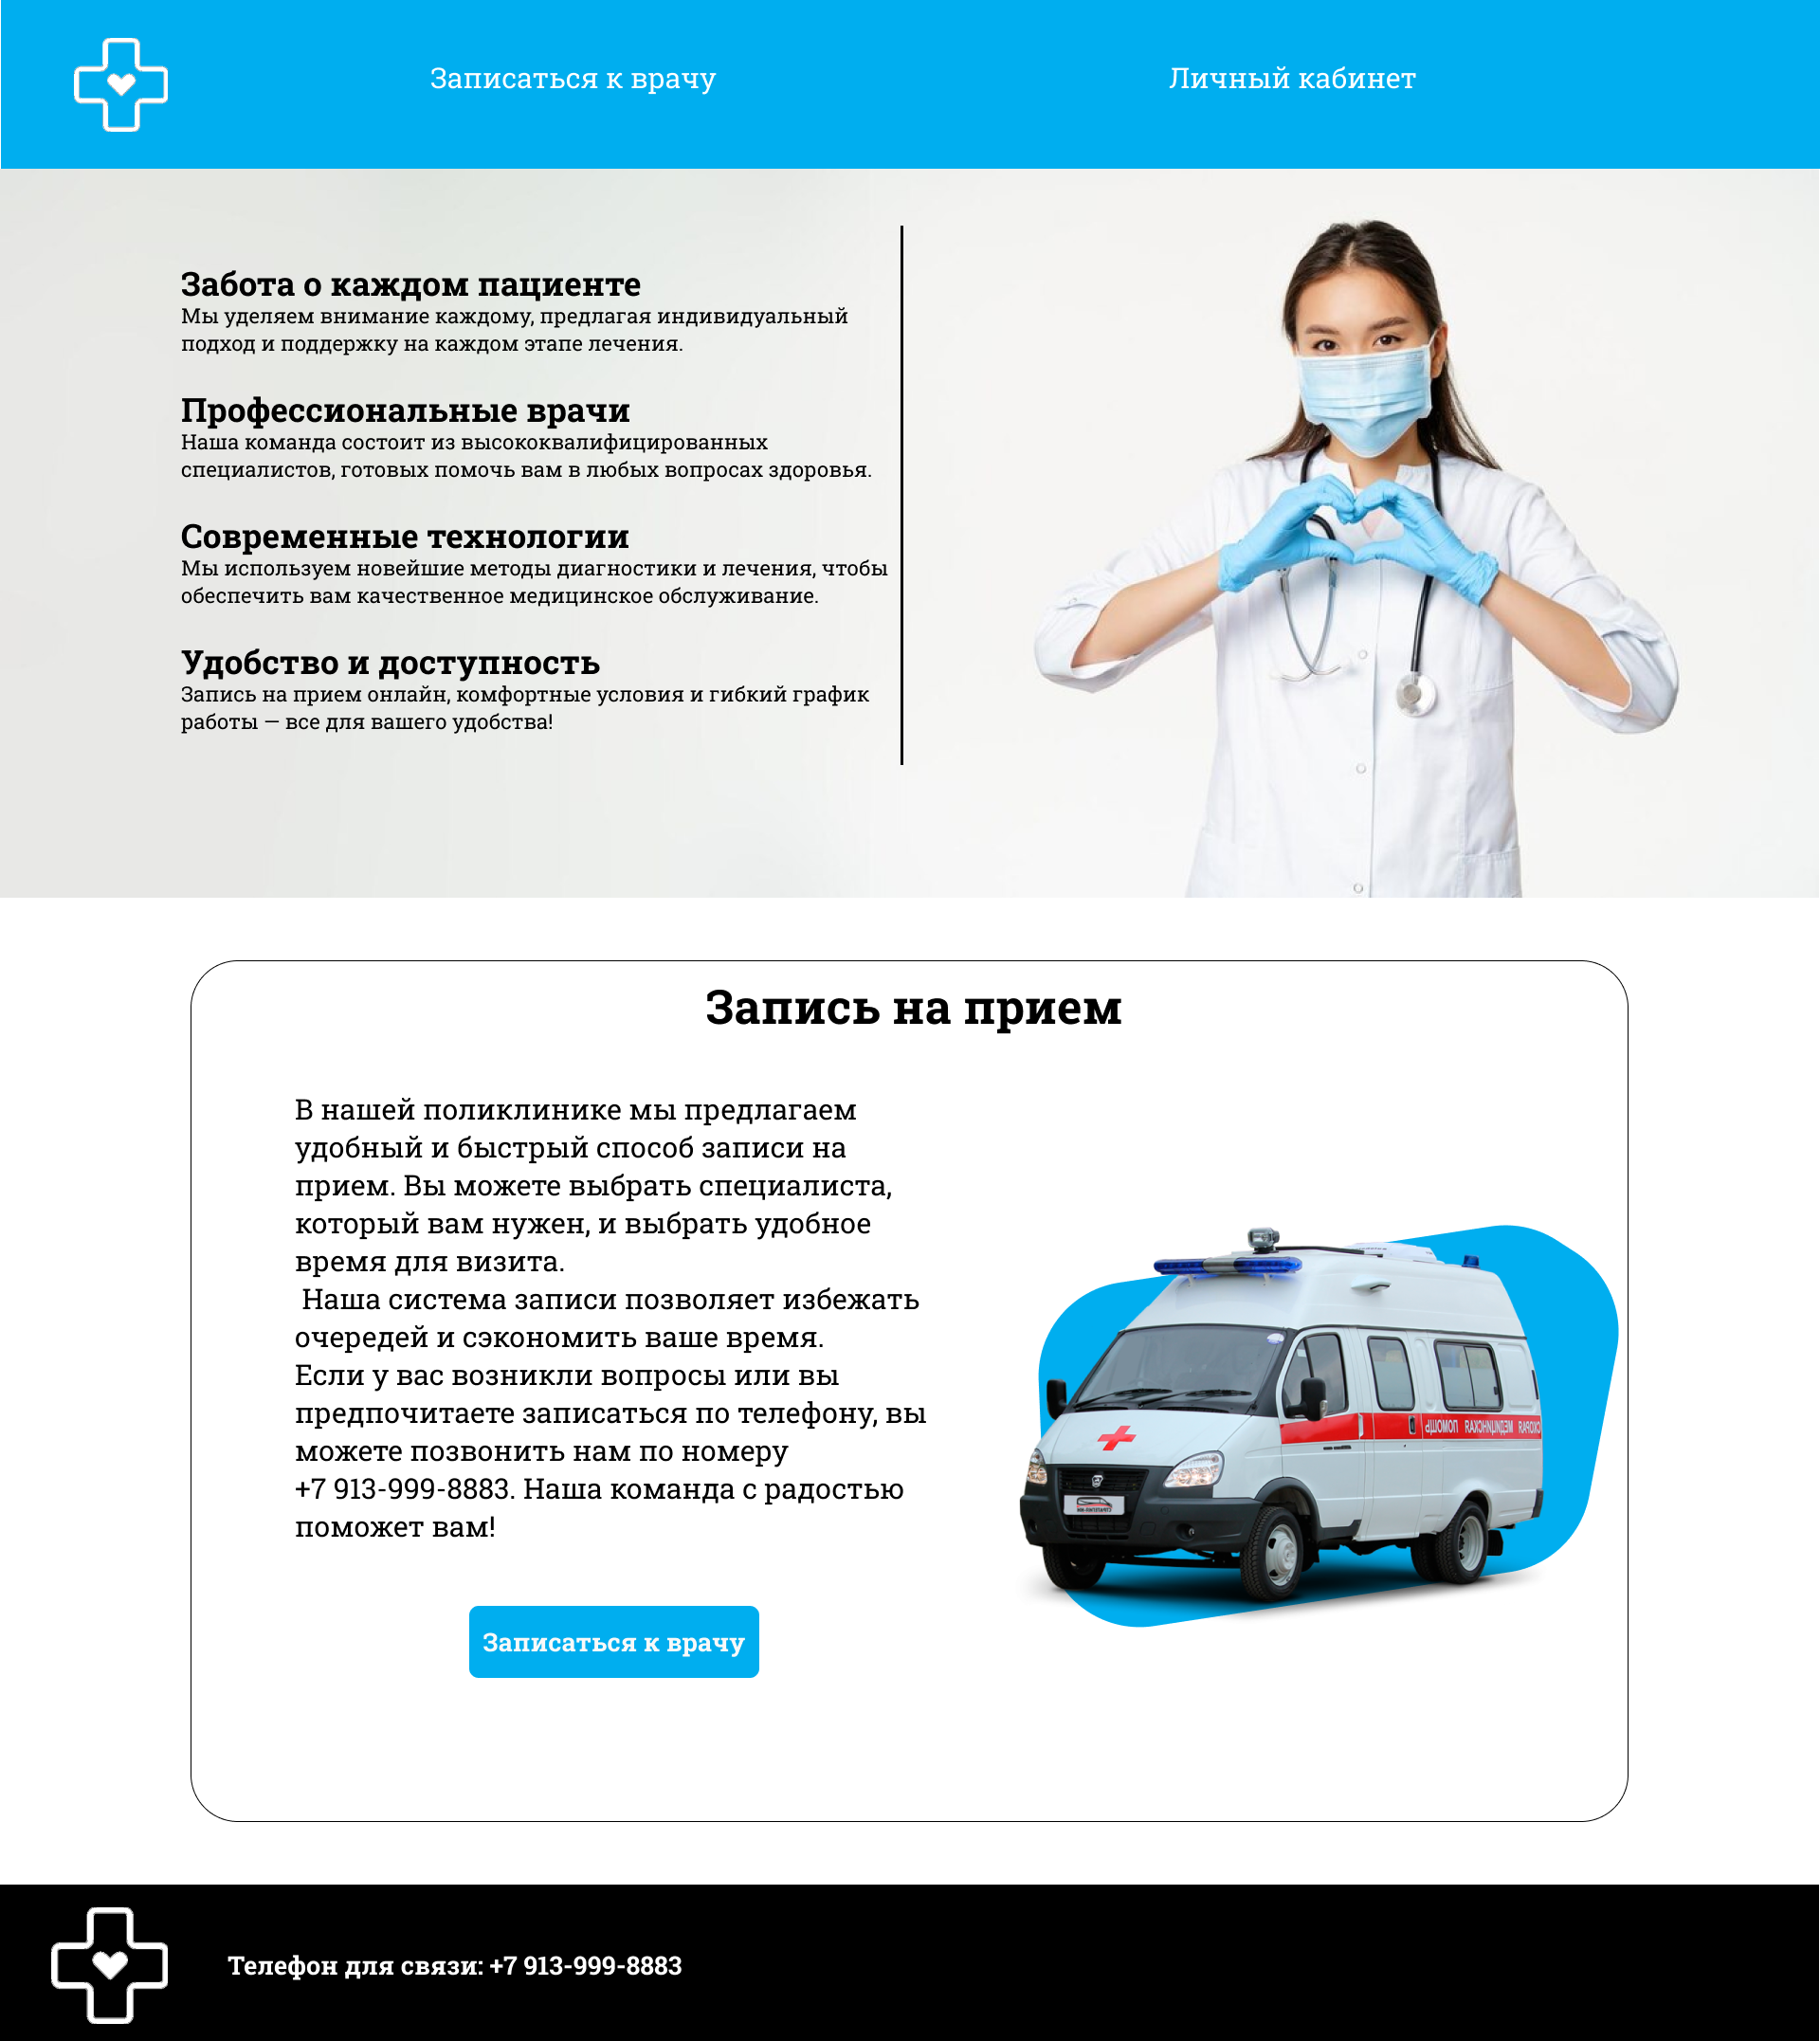 Записаться к врачу
Личный кабинет
Забота о каждом пациенте
Мы уделяем внимание каждому, предлагая индивидуальный
подход и поддержку на каждом этапе лечения.
Профессиональные врачи
Наша команда состоит из высококвалифицированных
специалистов, готовых помочь вам в любых вопросах здоровья.
Современные технологии
Мы используем новейшие методы диагностики и лечения, чтобы
обеспечить вам качественное медицинское обслуживание.
Удобство и доступность
Запись на прием онлайн, комфортные условия и гибкий график
работы — все для вашего удобства!
Запись на прием
В нашей поликлинике мы предлагаем
удобный и быстрый способ записи на
прием. Вы можете выбрать специалиста,
который вам нужен, и выбрать удобное
время для визита.
Наша система записи позволяет избежать
очередей и сэкономить ваше время.
Если у вас возникли вопросы или вы
предпочитаете записаться по телефону, вы
можете позвонить нам по номеру
+7 913-999-8883. Наша команда с радостью
поможет вам!
СКОРАЯ МЕДИЦИНСКАЯ ПОМОЩЬ
Записаться к врачу
Телефон для связи: +7 913-999-8883